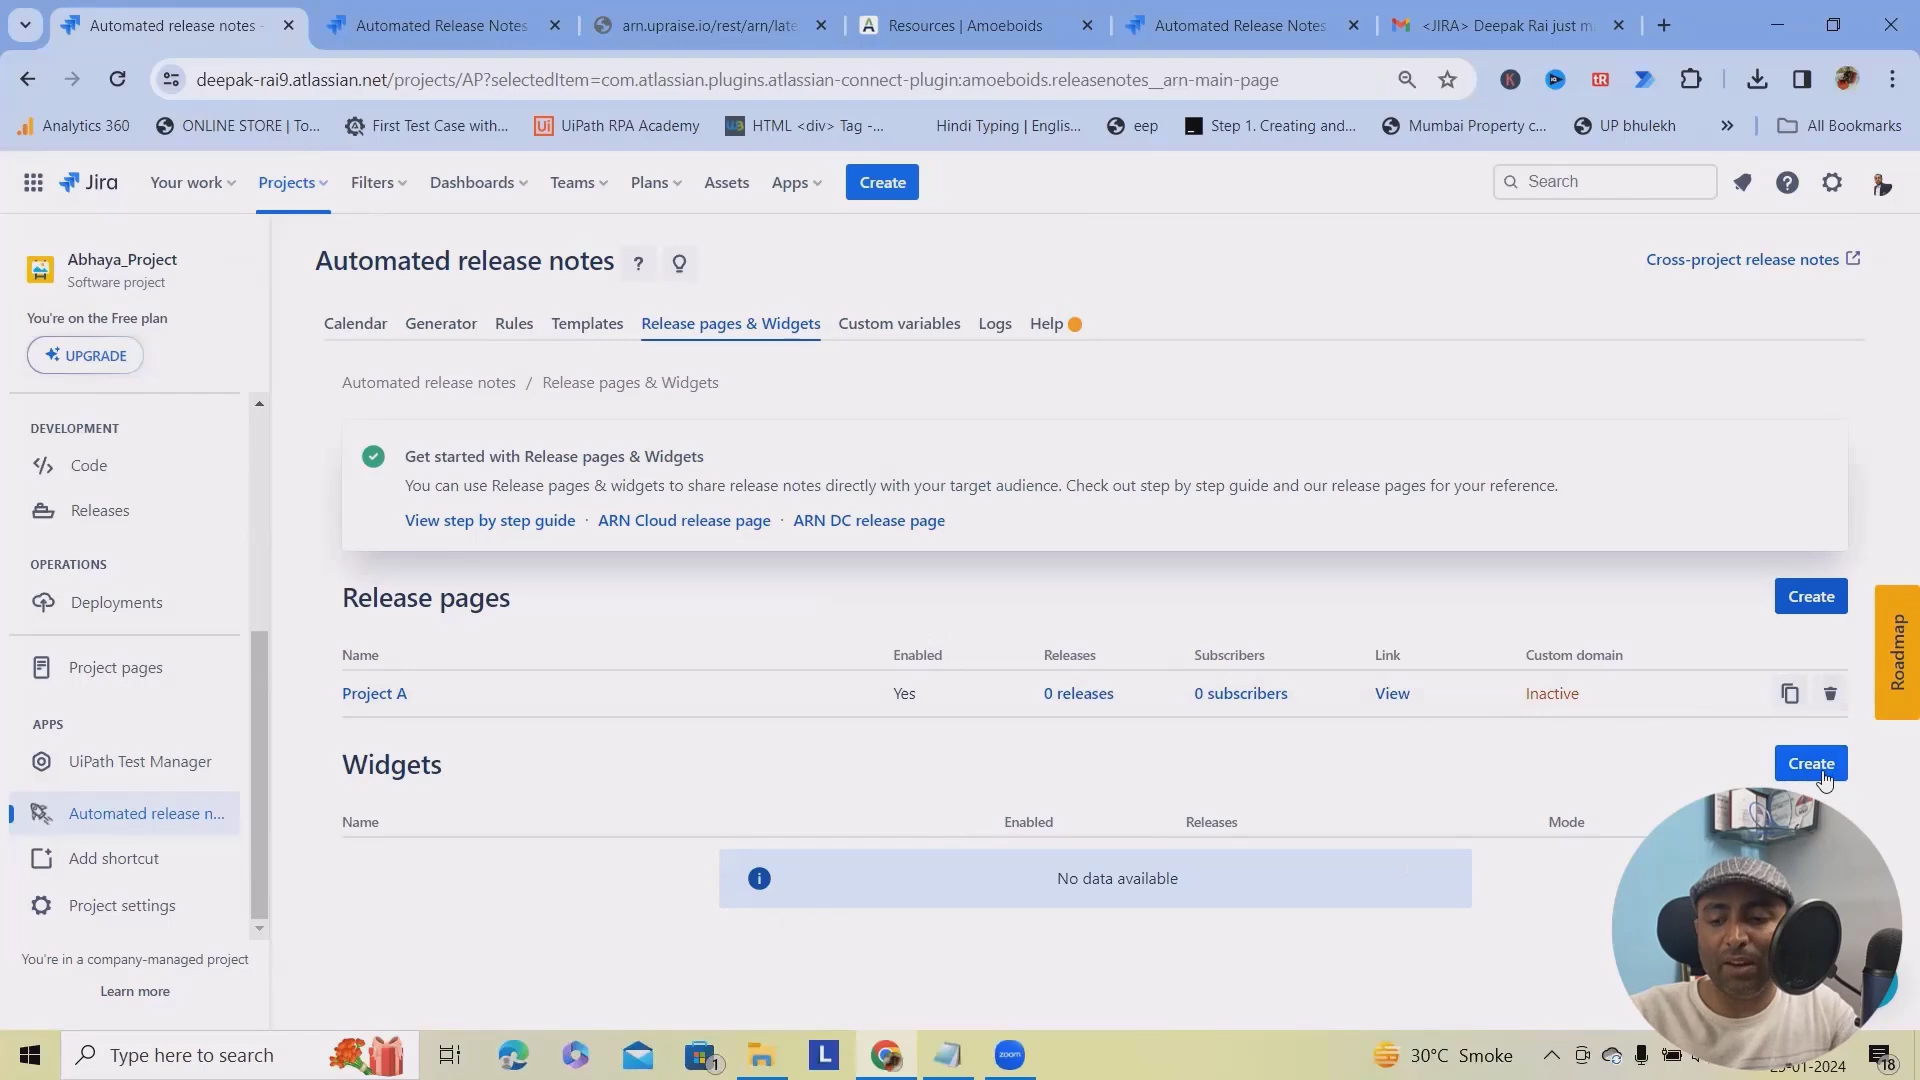 Automated release notes -
Automated Release Notes
arn.upraise.io/rest/arn/late
Resources | Amoeboids
Automated Release Notes
<JIRA> Deepak Rai just m
deepak-rai9.atlassian.net/projects/AP?selectedItem=com.atlassian.plugins.atlassian-connect-plugin:amoeboids.releasenotes__arn-main-page
Analytics 360
ONLINE STORE | To...
First Test Case with...
UiPath RPA Academy
HTML <div> Tag -...
Hindi Typing | Englis...
eep
Step 1. Creating and...
Mumbai Property c...
UP bhulekh
All Bookmarks
Jira
Your work
Projects
Filters
Dashboards
Teams
Plans
Assets
Apps
Create
Search
Abhaya_Project
Software project
You're on the Free plan
UPGRADE
DEVELOPMENT
Code
Releases
OPERATIONS
Deployments
Project pages
APPS
UiPath Test Manager
Automated release n...
Add shortcut
Project settings
You're in a company-managed project
Learn more
Automated release notes
?
Cross-project release notes
Calendar
Generator
Rules
Templates
Release pages & Widgets
Custom variables
Logs
Help
Automated release notes / Release pages & Widgets
Get started with Release pages & Widgets
You can use Release pages & widgets to share release notes directly with your target audience. Check out step by step guide and our release pages for your reference.
View step by step guide · ARN Cloud release page · ARN DC release page
Release pages
Create
Name Enabled Releases Subscribers Link Custom domain
Project A Yes 0 releases 0 subscribers View Inactive
Roadmap
Widgets
Create
Name Enabled Releases Mode
No data available
Type here to search
1
L
zoom
30°C Smoke
18